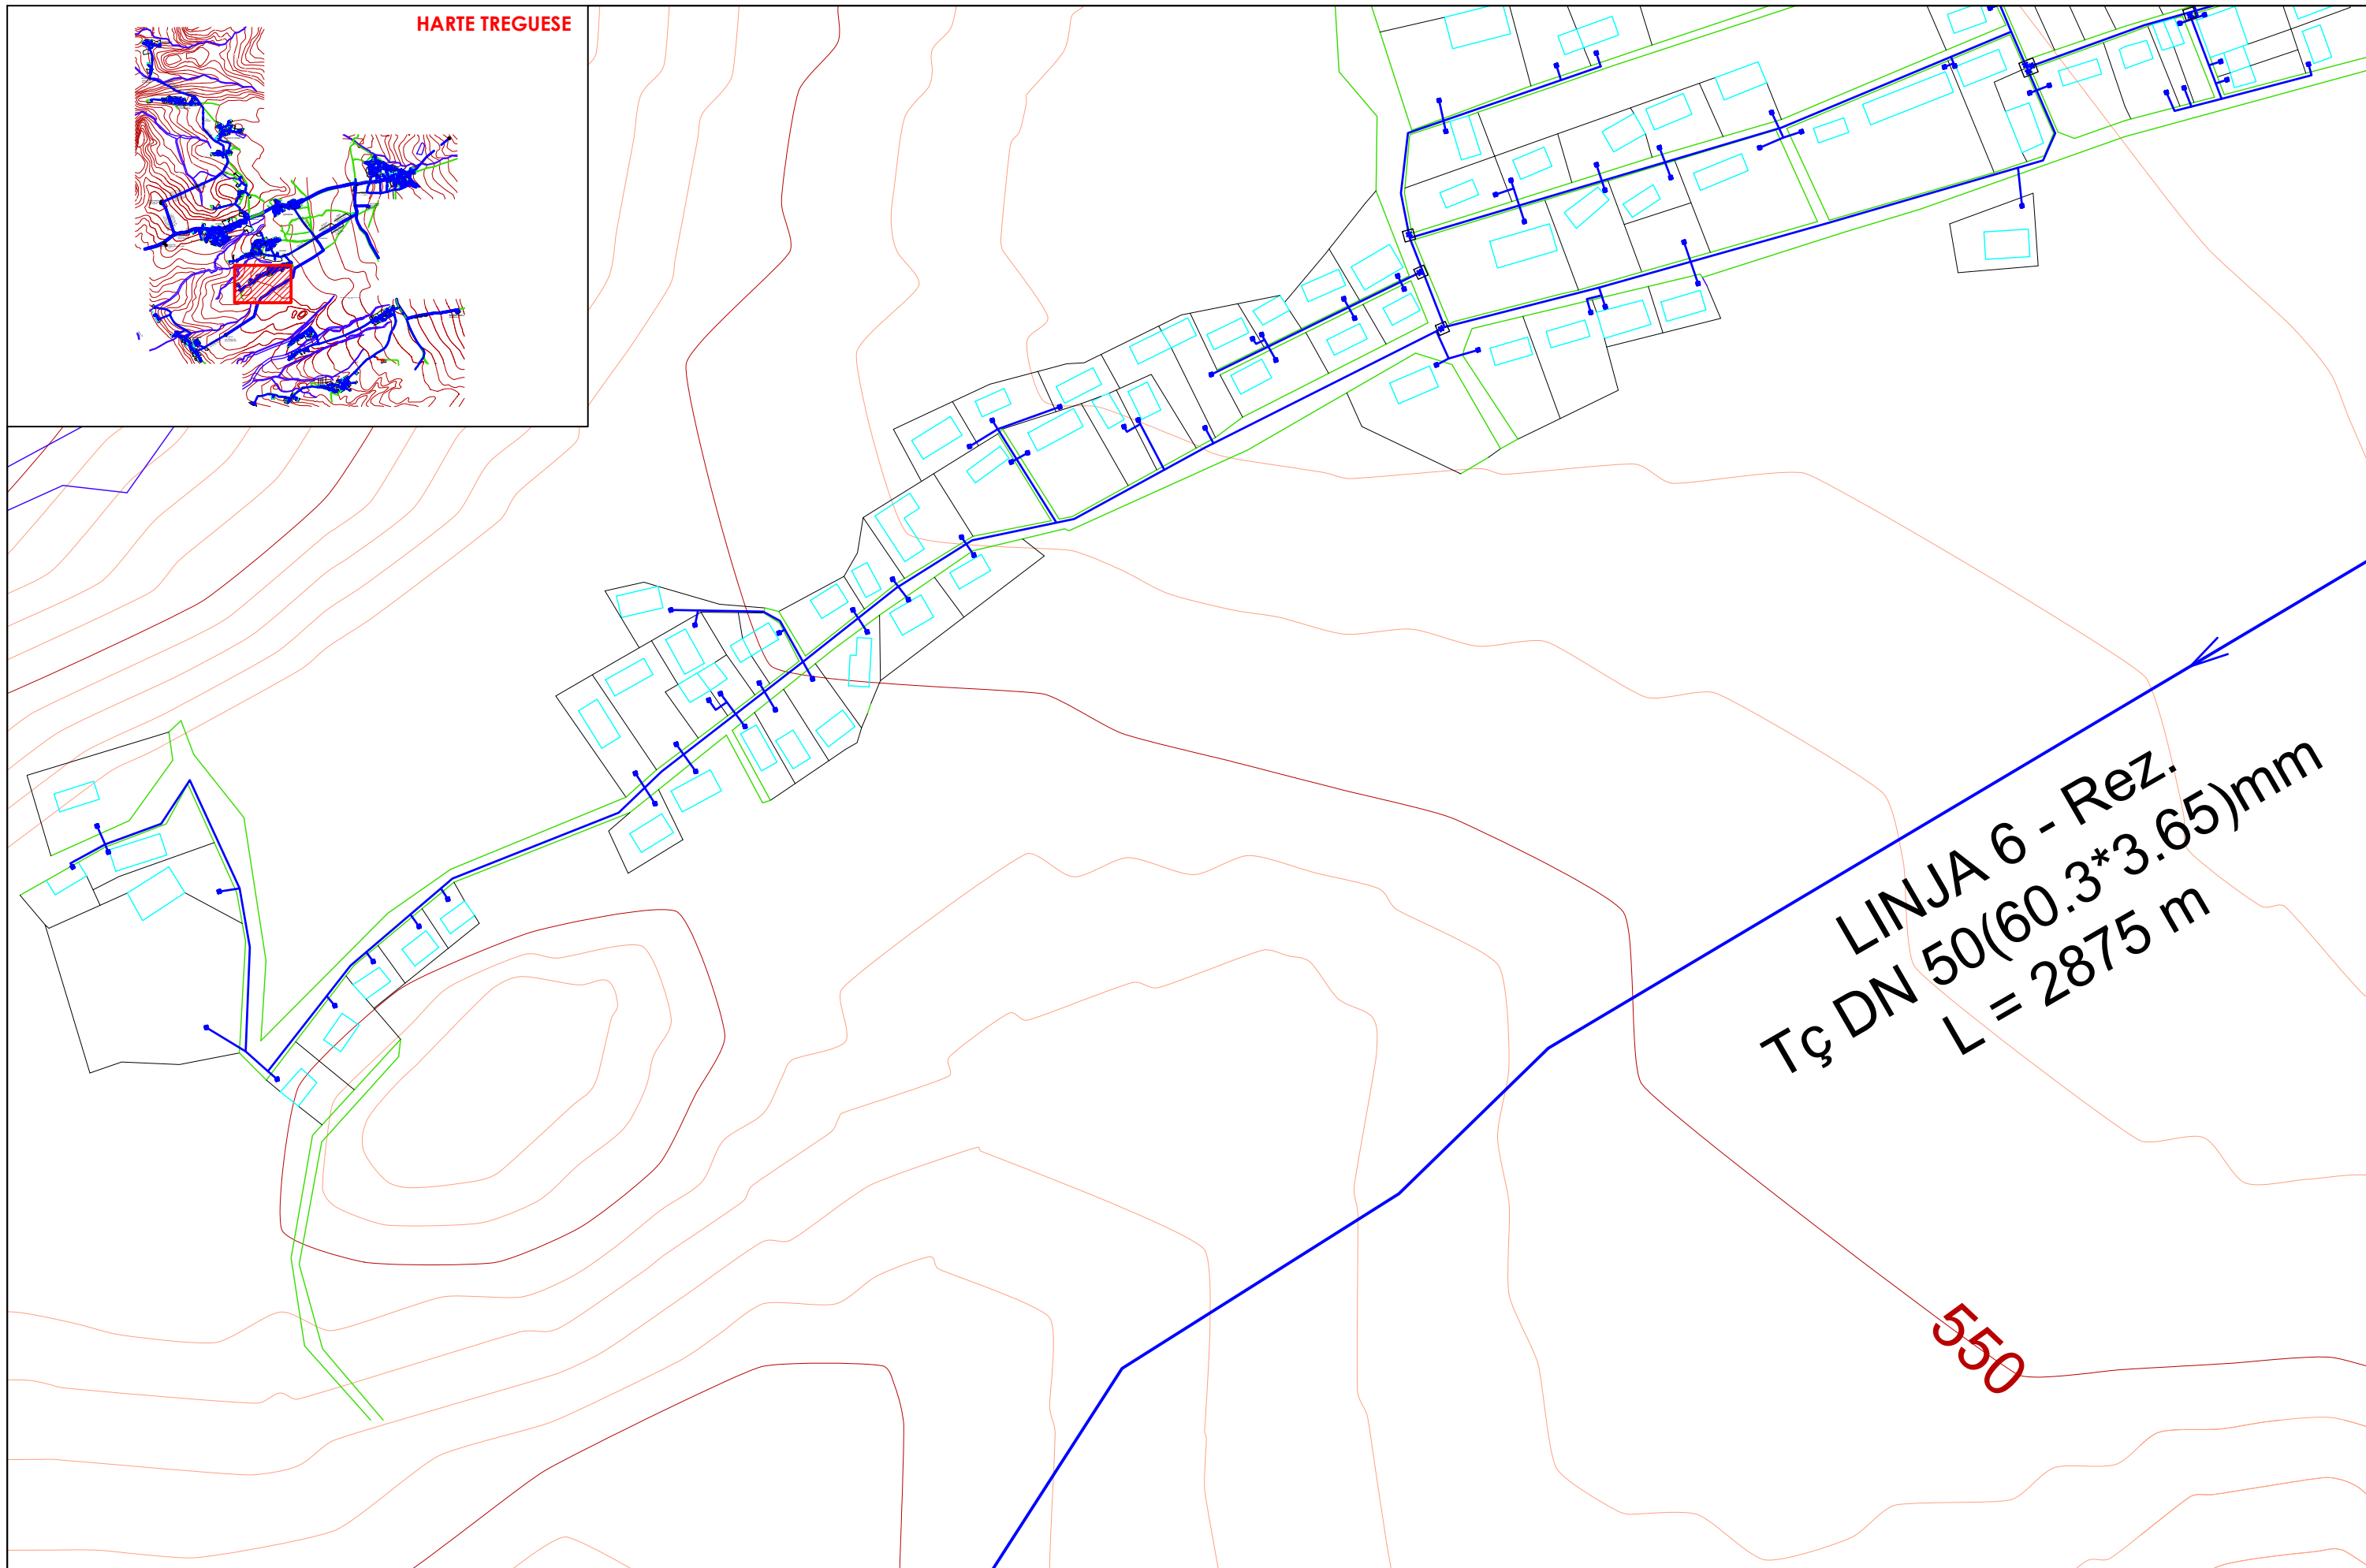 HARTE TREGUESE
LINJA 6 - Rez.
Tç DN 50(60.3*3.65)mm
L = 2875 m
550